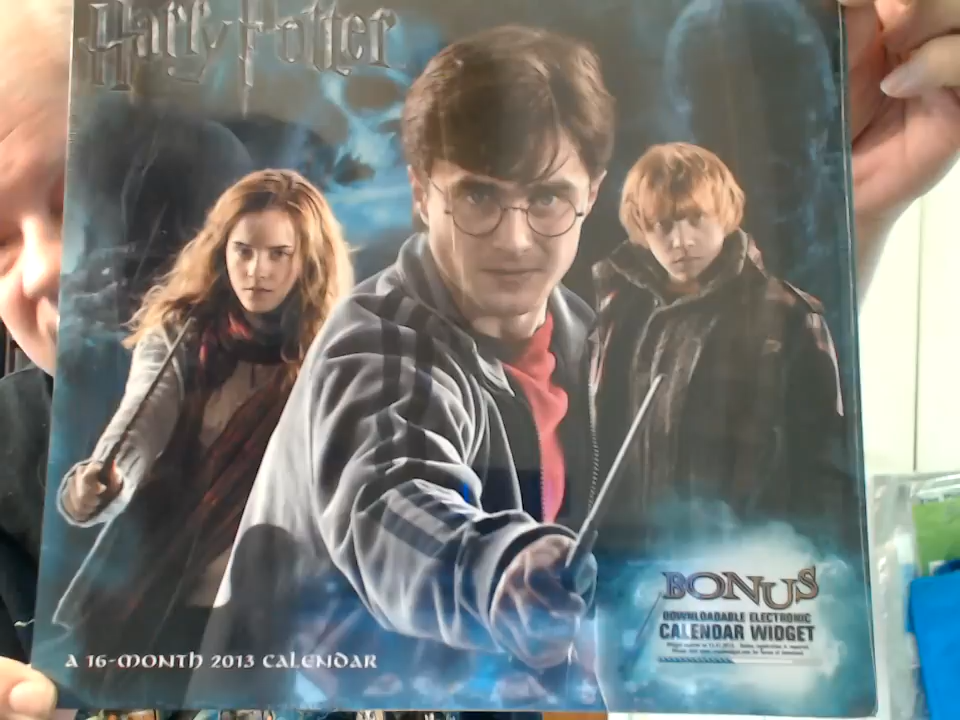 Harry Potter
BONUS
DOWNLOADABLE ELECTRONIC
CALENDAR WIDGET
A 16-MONTH 2013 CALENDAR